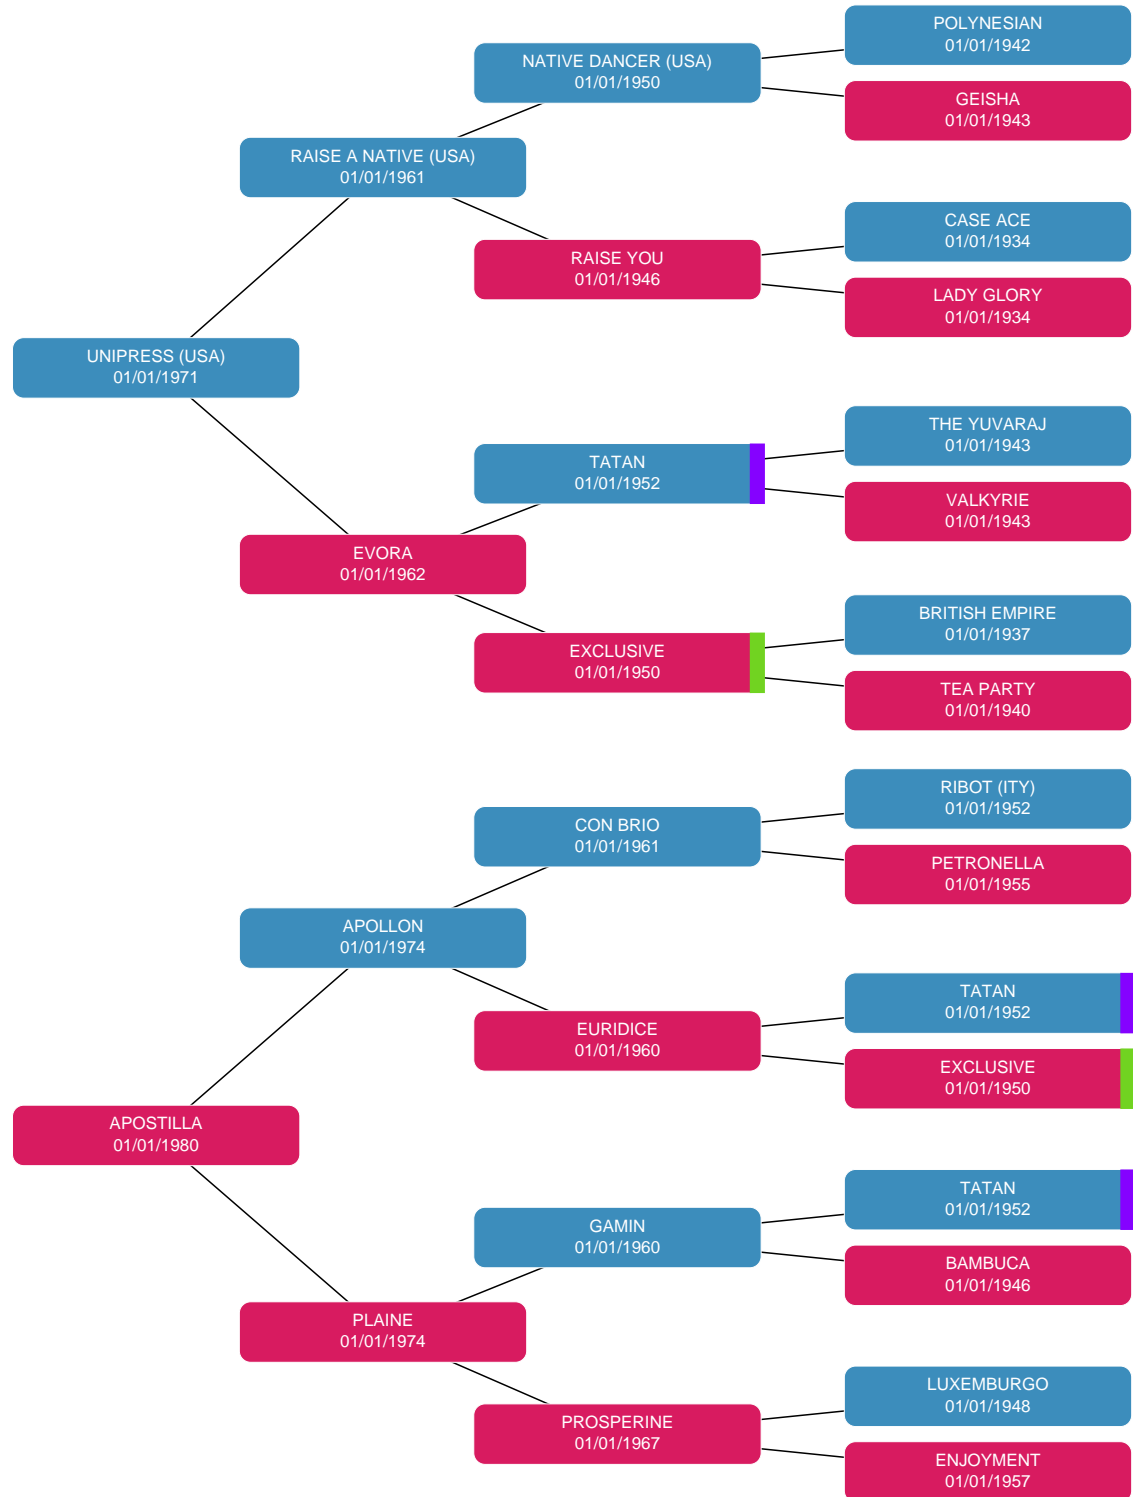 POLYNESIAN
01/01/1942
NATIVE DANCER (USA)
01/01/1950
GEISHA
01/01/1943
RAISE A NATIVE (USA)
01/01/1961
CASE ACE
01/01/1934
RAISE YOU
01/01/1946
LADY GLORY
01/01/1934
UNIPRESS (USA)
01/01/1971
THE YUVARAJ
01/01/1943
TATAN
01/01/1952
VALKYRIE
01/01/1943
EVORA
01/01/1962
BRITISH EMPIRE
01/01/1937
EXCLUSIVE
01/01/1950
TEA PARTY
01/01/1940
RIBOT (ITY)
01/01/1952
CON BRIO
01/01/1961
PETRONELLA
01/01/1955
APOLLON
01/01/1974
TATAN
01/01/1952
EURIDICE
01/01/1960
EXCLUSIVE
01/01/1950
APOSTILLA
01/01/1980
TATAN
01/01/1952
GAMIN
01/01/1960
BAMBUCA
01/01/1946
PLAINE
01/01/1974
LUXEMBURGO
01/01/1948
PROSPERINE
01/01/1967
ENJOYMENT
01/01/1957